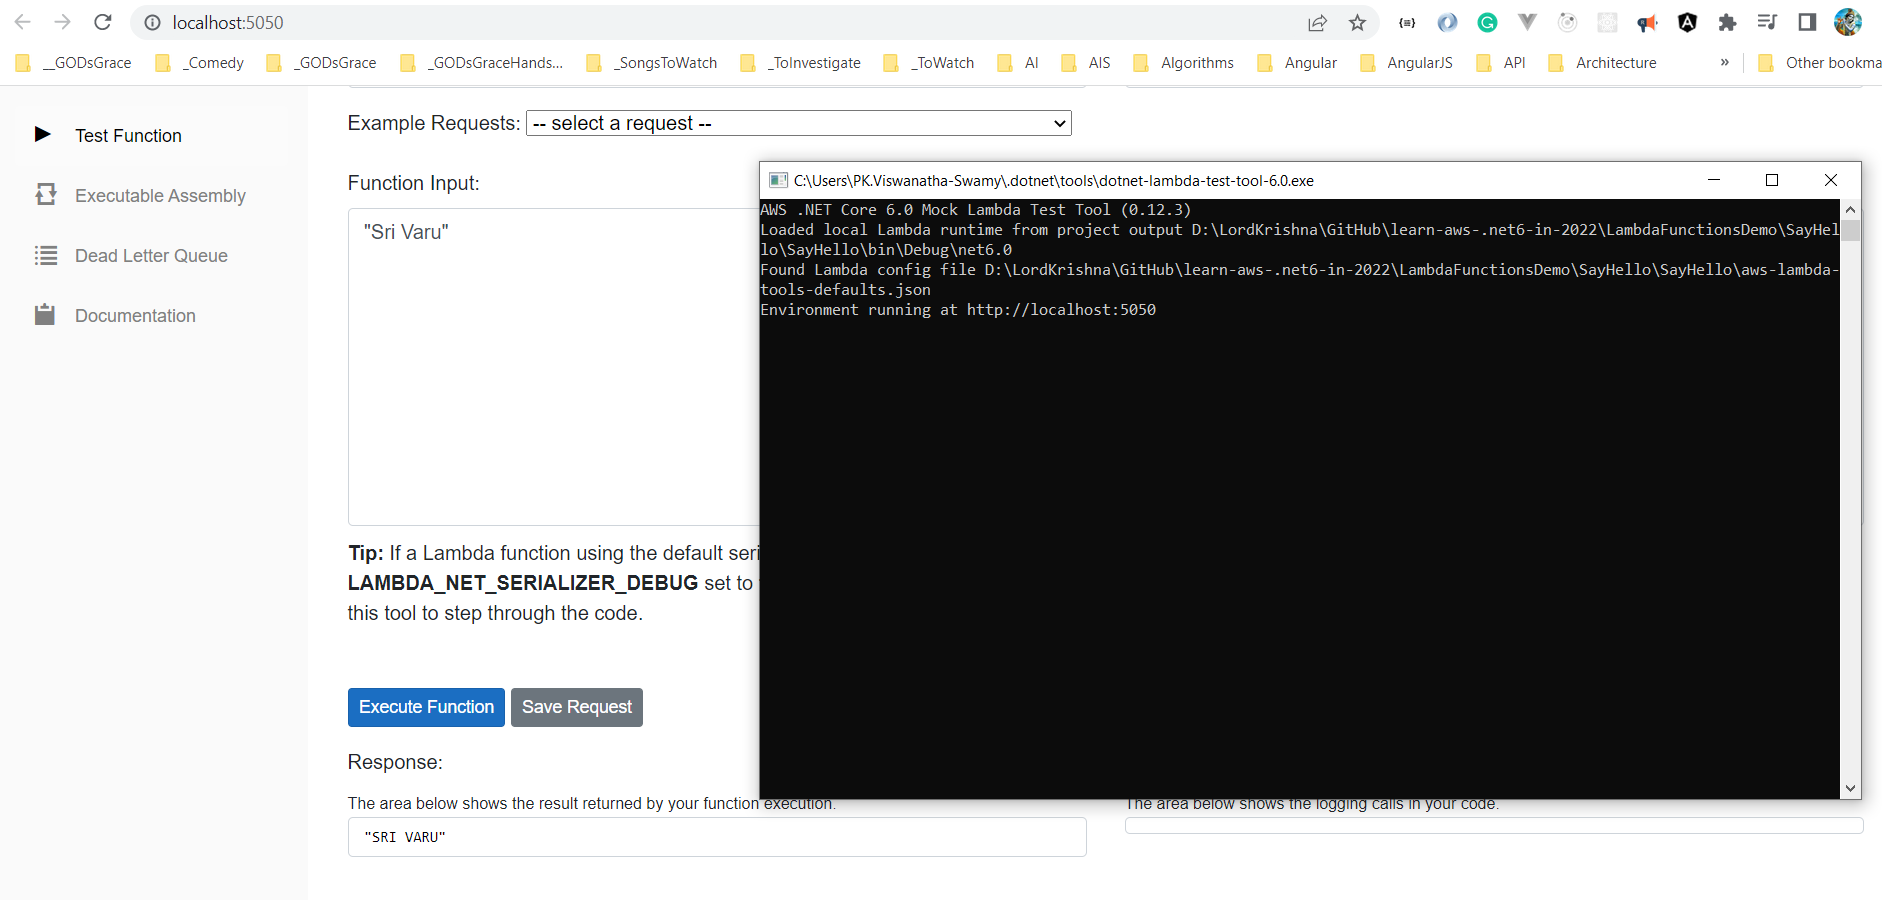 localhost:5050
__GODsGrace _Comedy _GODsGrace _GODsGraceHands... _SongsToWatch _ToInvestigate _ToWatch AI AIS Algorithms Angular AngularJS API Architecture » Other bookma
Test Function
Executable Assembly
Dead Letter Queue
Documentation
Example Requests: -- select a request --
Function Input:
"Sri Varu"
Tip: If a Lambda function using the default seri
LAMBDA_NET_SERIALIZER_DEBUG set to
this tool to step through the code.
Execute Function Save Request
Response:
The area below shows the result returned by your function execution.
"SRI VARU"
The area below shows the logging calls in your code.
C:\Users\PK.Viswanatha-Swamy\.dotnet\tools\dotnet-lambda-test-tool-6.0.exe
AWS .NET Core 6.0 Mock Lambda Test Tool (0.12.3)
Loaded local Lambda runtime from project output D:\LordKrishna\GitHub\learn-aws-.net6-in-2022\LambdaFunctionsDemo\SayHel
lo\SayHello\bin\Debug\net6.0
Found Lambda config file D:\LordKrishna\GitHub\learn-aws-.net6-in-2022\LambdaFunctionsDemo\SayHello\SayHello\aws-lambda-
tools-defaults.json
Environment running at http://localhost:5050